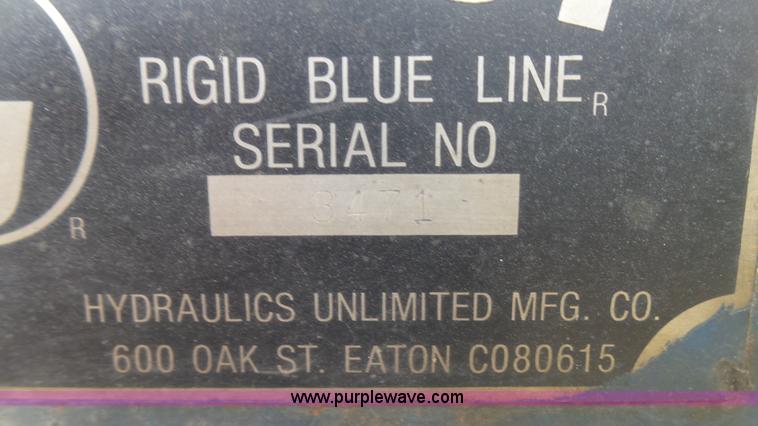 RIGID BLUE LINE R
SERIAL NO
3471
R
HYDRAULICS UNLIMITED MFG. CO.
600 OAK ST. EATON CO80615
www.purplewave.com